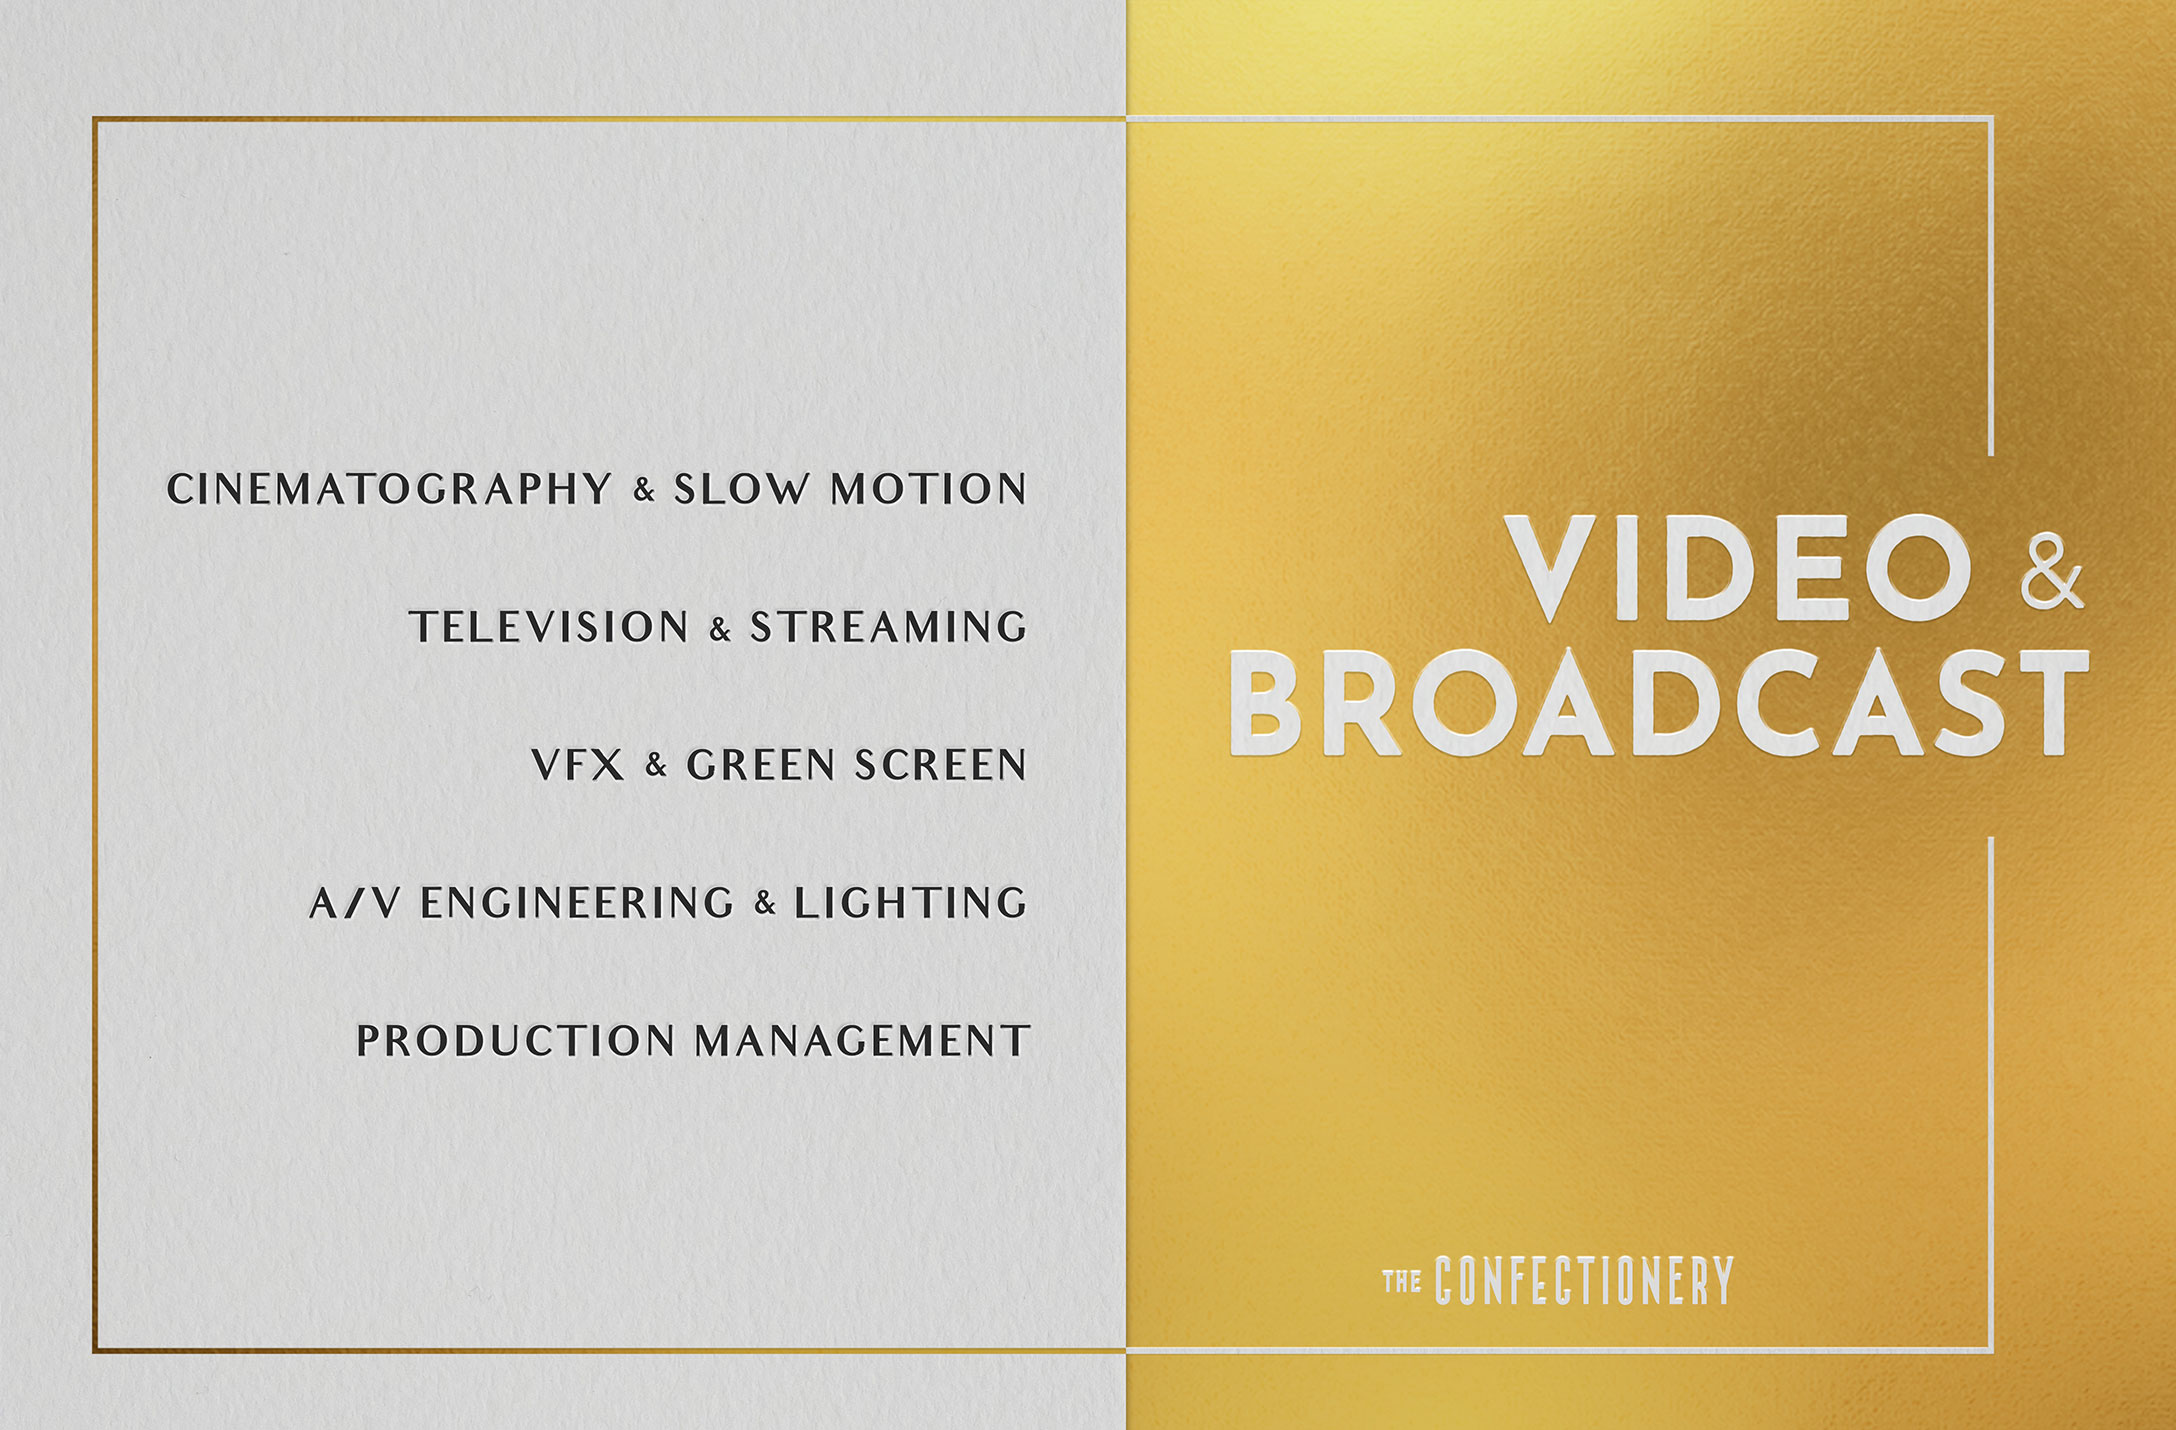 CINEMATOGRAPHY & SLOW MOTION
TELEVISION & STREAMING
VFX & GREEN SCREEN
A/V ENGINEERING & LIGHTING
PRODUCTION MANAGEMENT
VIDEO &
BROADCAST
THE CONFECTIONERY